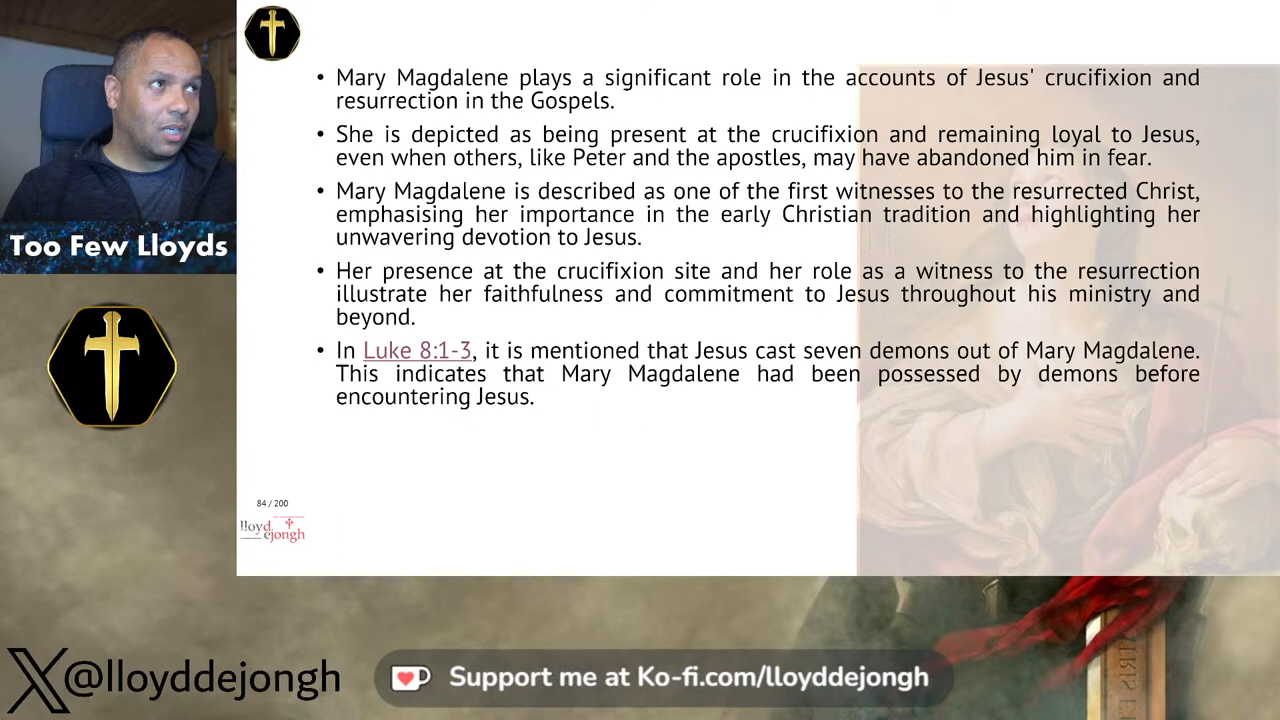 Mary Magdalene plays a significant role in the accounts of Jesus' crucifixion and
resurrection in the Gospels.
She is depicted as being present at the crucifixion and remaining loyal to Jesus,
even when others, like Peter and the apostles, may have abandoned him in fear.
Mary Magdalene is described as one of the first witnesses to the resurrected Christ,
emphasising her importance in the early Christian tradition and highlighting her
unwavering devotion to Jesus.
Her presence at the crucifixion site and her role as a witness to the resurrection
illustrate her faithfulness and commitment to Jesus throughout his ministry and
beyond.
In Luke 8:1-3, it is mentioned that Jesus cast seven demons out of Mary Magdalene.
This indicates that Mary Magdalene had been possessed by demons before
encountering Jesus.
Too Few Lloyds
84 / 200
lloyd
ejongh
X@lloyddejongh
Support me at Ko-fi.com/lloyddejongh